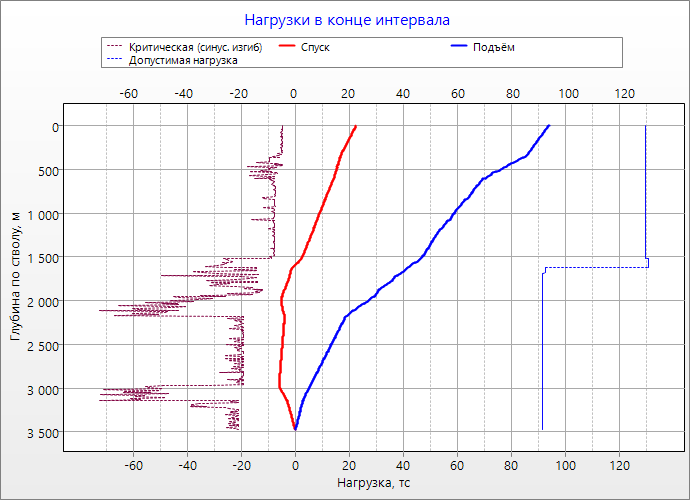 Нагрузки в конце интервала
Критическая (синус. изгиб) Спуск Подъём
Допустимая нагрузка
-60 -40 -20 0 20 40 60 80 100 120
0
500
1 000
1 500
2 000
2 500
3 000
3 500
Глубина по стволу, м
-60 -40 -20 0 20 40 60 80 100 120
Нагрузка, тс